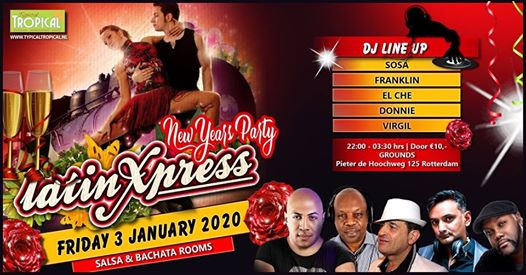 Typical
TROPICAL
WWW.TYPICALTROPICAL.NL
New Years Party
latinXpress
FRIDAY 3 JANUARY 2020
SALSA & BACHATA ROOMS
DJ LINE UP
SOSA
FRANKLIN
EL CHE
DONNIE
VIRGIL
22:00 - 03:30 hrs | Door €10,-
GROUNDS
Pieter de Hoochweg 125 Rotterdam